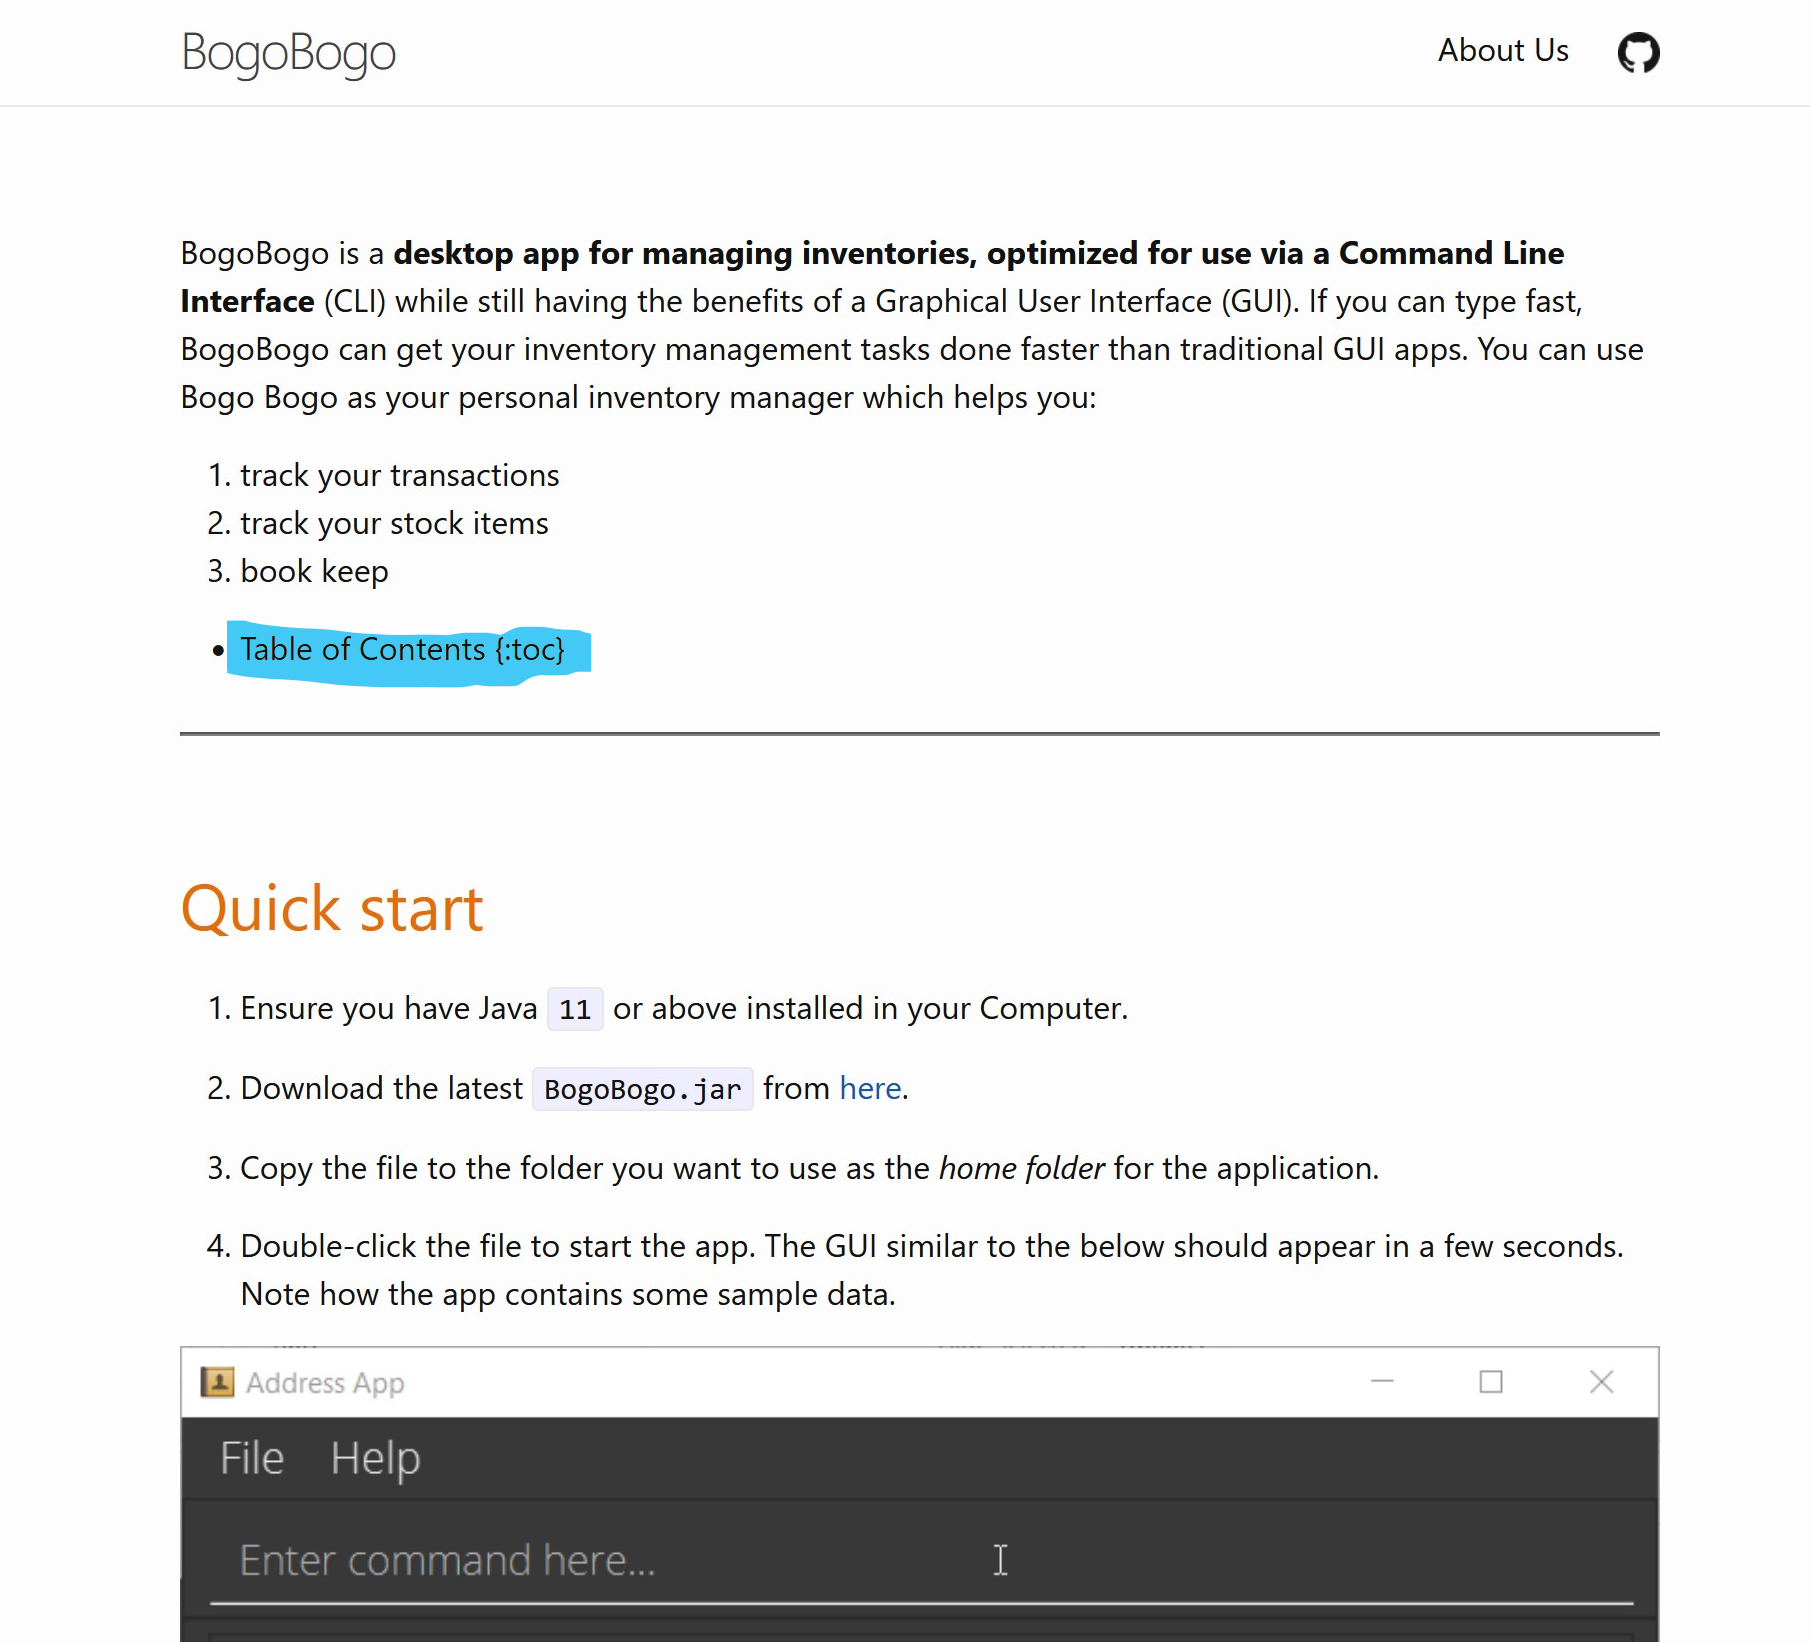 BogoBogo
About Us
BogoBogo is a desktop app for managing inventories, optimized for use via a Command Line
Interface (CLI) while still having the benefits of a Graphical User Interface (GUI). If you can type fast,
BogoBogo can get your inventory management tasks done faster than traditional GUI apps. You can use
Bogo Bogo as your personal inventory manager which helps you:
1. track your transactions
2. track your stock items
3. book keep
• Table of Contents {:toc}
Quick start
1. Ensure you have Java 11 or above installed in your Computer.
2. Download the latest BogoBogo.jar from here.
3. Copy the file to the folder you want to use as the home folder for the application.
4. Double-click the file to start the app. The GUI similar to the below should appear in a few seconds.
Note how the app contains some sample data.
Address App
File Help
Enter command here...